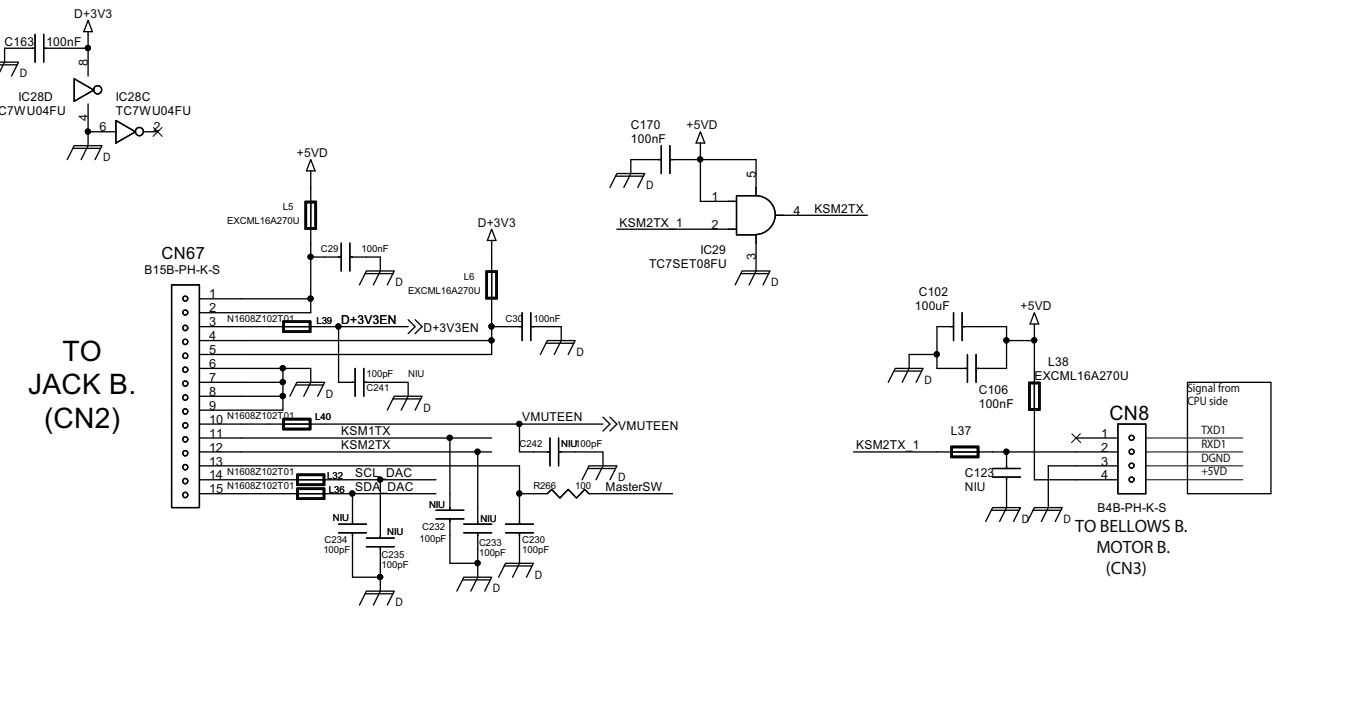 D+3V3
C163
100nF
8
D
IC28D
C7WU04FU
IC28C
TC7WU04FU
4
6
2
D
+5VD
L5
EXCML16A270U
C29
100nF
D
D+3V3
L6
EXCML16A270U
C30
100nF
D
CN67
B15B-PH-K-S
TO
JACK B.
(CN2)
1
2
3
N1608Z102T01
L39
D+3V3EN
D+3V3EN
4
5
6
7
8
9
D
100pF
NIU
C241
D
10
N1608Z102T01
L40
VMUTEEN
VMUTEEN
11
KSM1TX
12
KSM2TX
C242
NIU
100pF
D
13
14
N1608Z102T01
L32
SCL_DAC
15
N1608Z102T01
L36
SDA_DAC
R266
100
MasterSW
NIU
C234
100pF
NIU
C235
100pF
D
NIU
C232
100pF
NIU
C233
100pF
D
C230
100pF
D
C170
100nF
+5VD
D
5
1
KSM2TX_1
2
4
KSM2TX
IC29
TC7SET08FU
3
D
C102
100uF
+5VD
D
C106
100nF
L38
EXCML16A270U
KSM2TX_1
L37
C123
NIU
D
D
CN8
1
2
3
4
B4B-PH-K-S
TO BELLOWS B.
MOTOR B.
(CN3)
Signal from
CPU side
TXD1
RXD1
DGND
+5VD